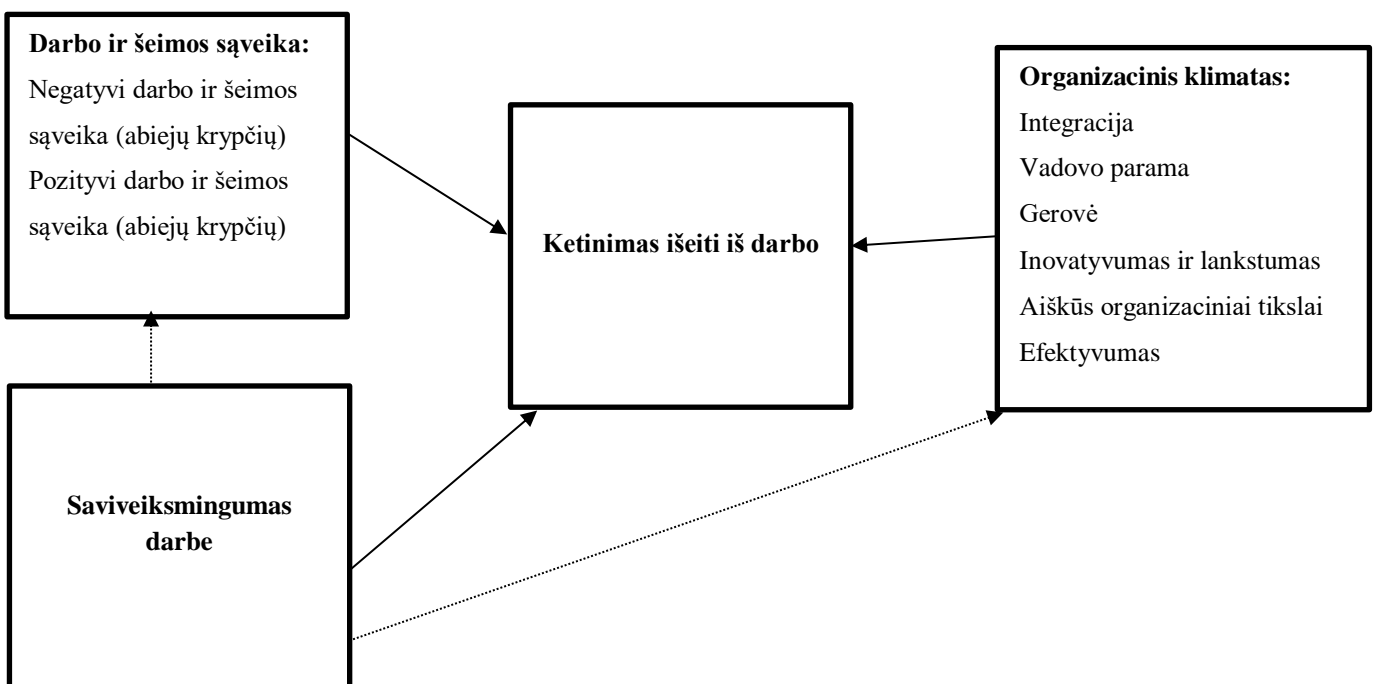 Darbo ir šeimos sąveika:
Negatyvi darbo ir šeimos
sąveika (abiejų krypčių)
Pozityvi darbo ir šeimos
sąveika (abiejų krypčių)
Ketinimas išeiti iš darbo
Organizacinis klimatas:
Integracija
Vadovo parama
Gerovė
Inovatyvumas ir lankstumas
Aiškūs organizaciniai tikslai
Efektyvumas
Saviveiksmingumas
darbe